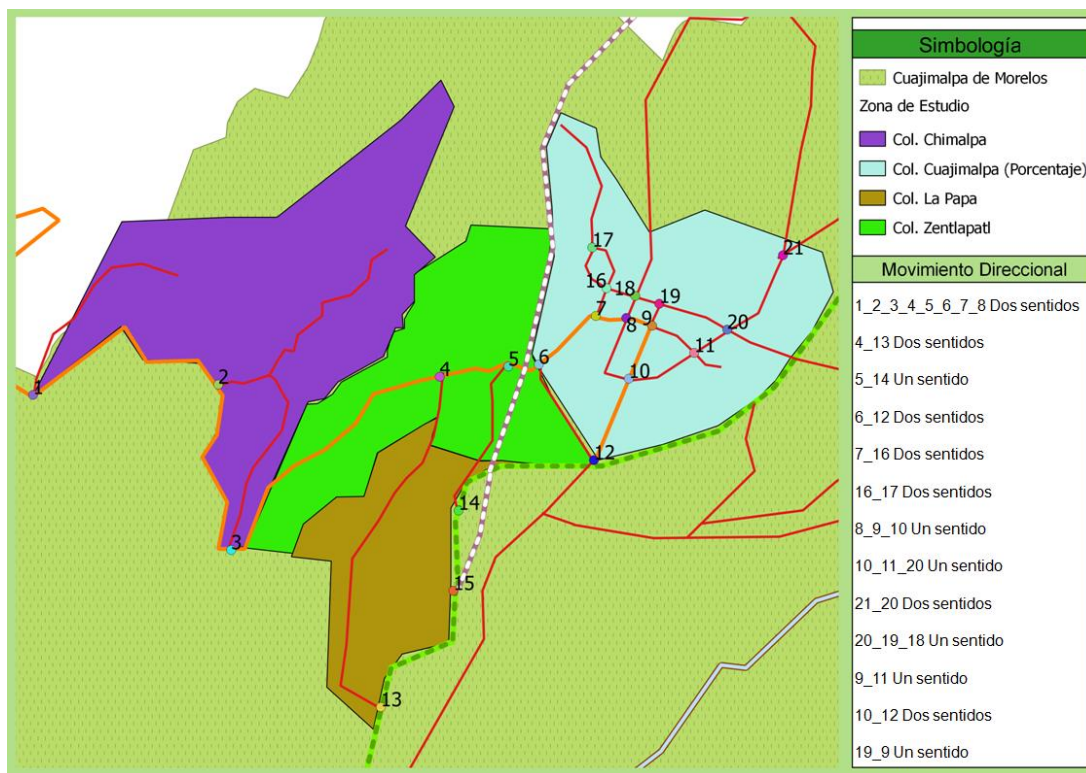 Simbología
Cuajimalpa de Morelos
Zona de Estudio
Col. Chimalpa
Col. Cuajimalpa (Porcentaje)
Col. La Papa
Col. Zentlapatl
Movimiento Direccional
1_2_3_4_5_6_7_8 Dos sentidos
4_13 Dos sentidos
5_14 Un sentido
6_12 Dos sentidos
7_16 Dos sentidos
16_17 Dos sentidos
8_9_10 Un sentido
10_11_20 Un sentido
21_20 Dos sentidos
20_19_18 Un sentido
9_11 Un sentido
10_12 Dos sentidos
19_9 Un sentido
17
21
16
18
19
7
8
9
20
11
5
6
4
10
2
1
12
14
3
15
13